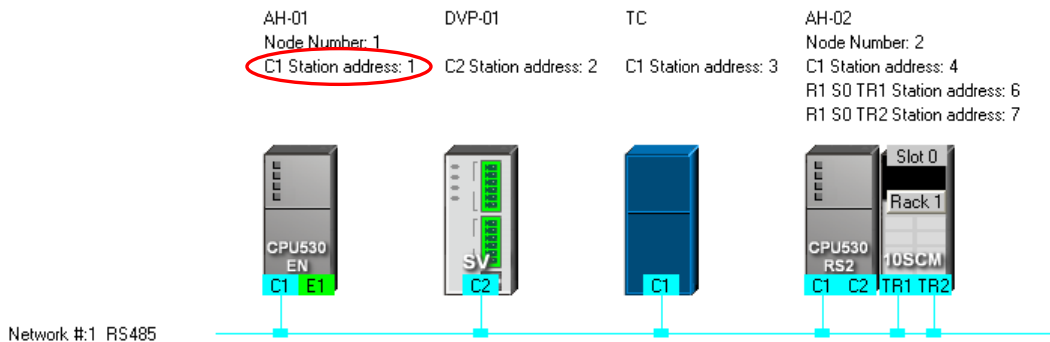 AH-01
Node Number: 1
C1 Station address: 1
DVP-01
C2 Station address: 2
TC
C1 Station address: 3
AH-02
Node Number: 2
C1 Station address: 4
R1 S0 TR1 Station address: 6
R1 S0 TR2 Station address: 7
CPU530
EN
C1 E1
SV
C2
C1
CPU530
RS2
C1 C2
Slot 0
Rack 1
10SCM
TR1 TR2
Network #:1 RS485